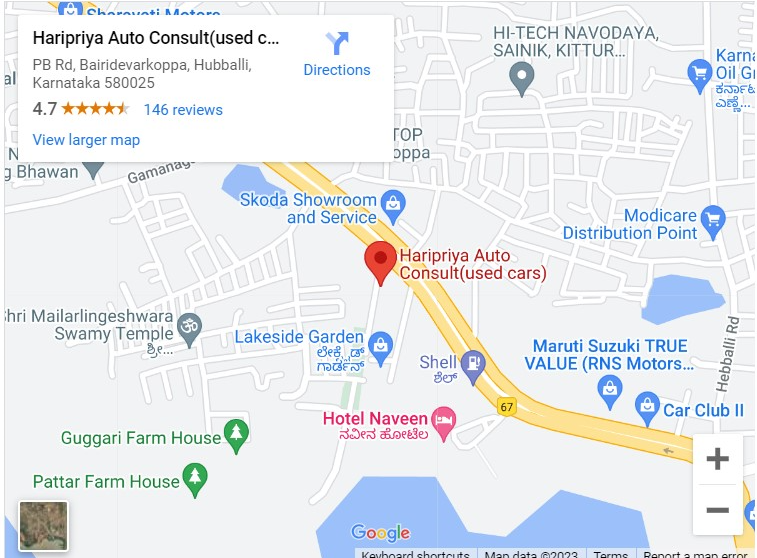 Sharavati Motors
Haripriya Auto Consult(used c...
PB Rd, Bairidevarkoppa, Hubballi,
Karnataka 580025
4.7
146 reviews
View larger map
Directions
HI-TECH NAVODAYA,
SAINIK, KITTUR...
Karna
Oil G
ಕರ್ನಾಟ
ಎಣ್ಣೆ...
TOP
oppa
al
N
g Bhawan
Gamanag
Skoda Showroom
and Service
Modicare
Distribution Point
Haripriya Auto
Consult(used cars)
Shri Mailarlingeshwara
Swamy Temple
ಶ್ರೀ...
Lakeside Garden
ಲೇಕ್ಸೈಡ್
ಗಾರ್ಡನ್
Shell
ಶೆಲ್
Maruti Suzuki TRUE
VALUE (RNS Motors...
Hebballi Rd
67
Car Club II
Hotel Naveen
ನವೀನ ಹೋಟೆಲ
Guggari Farm House
Pattar Farm House
Google
Keyboard shortcuts
Map data ©2023
Terms
Report a map error